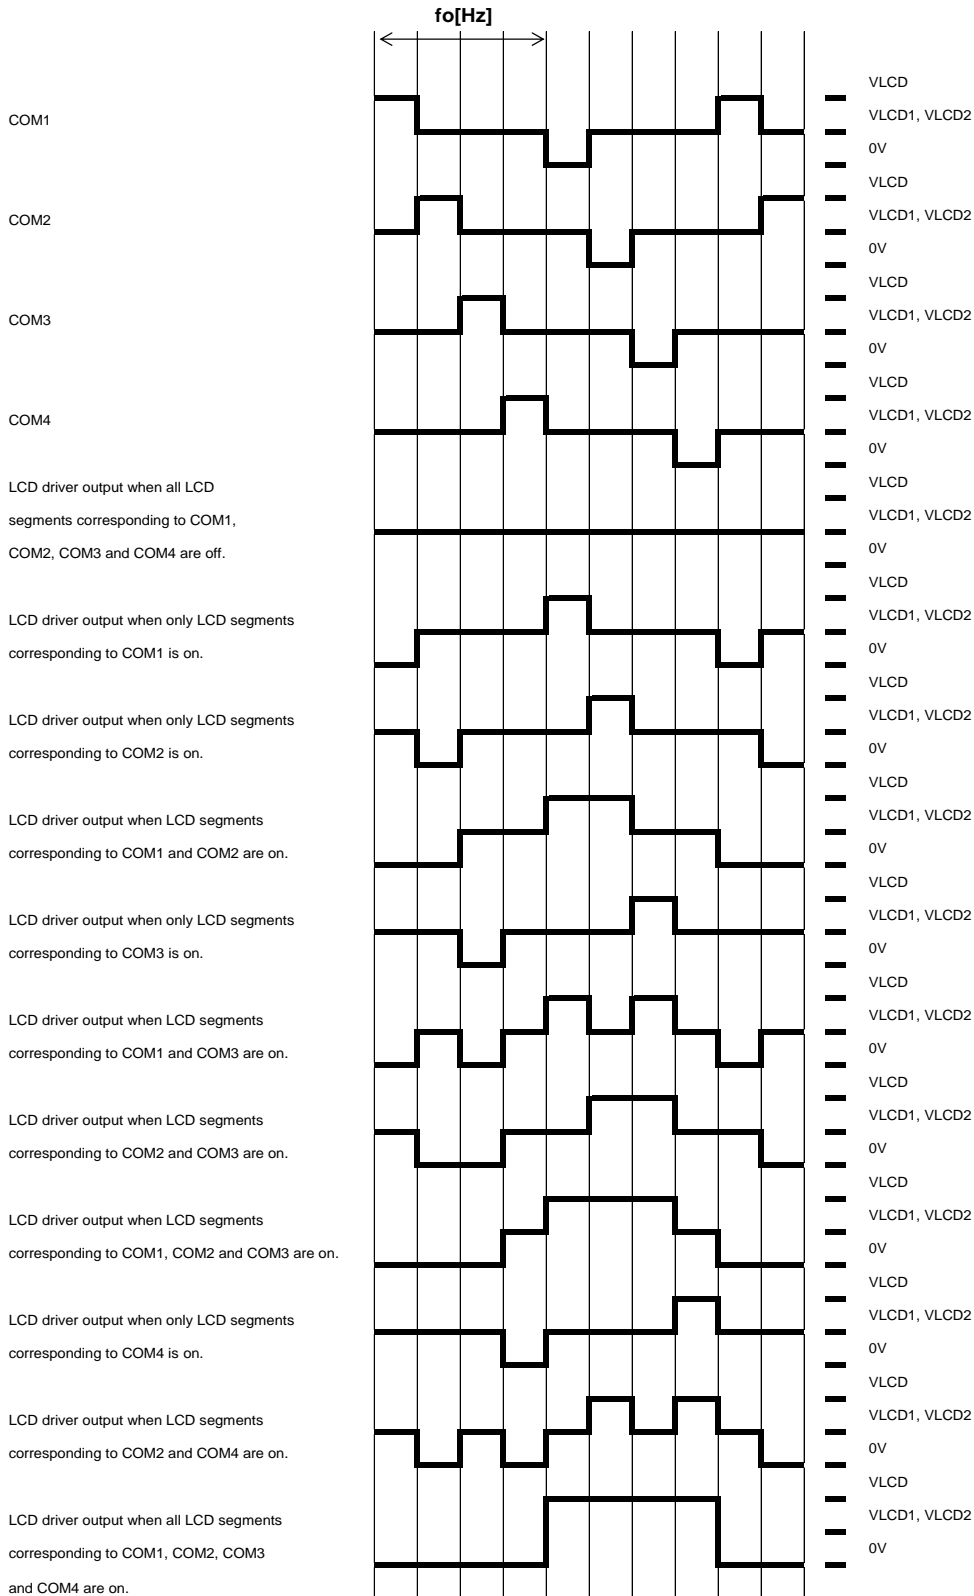 fo[Hz]
VLCD
COM1
VLCD1, VLCD2
0V
VLCD
COM2
VLCD1, VLCD2
0V
VLCD
COM3
VLCD1, VLCD2
0V
VLCD
COM4
VLCD1, VLCD2
0V
LCD driver output when all LCD
segments corresponding to COM1,
COM2, COM3 and COM4 are off.
VLCD
VLCD1, VLCD2
0V
LCD driver output when only LCD segments
corresponding to COM1 is on.
VLCD
VLCD1, VLCD2
0V
LCD driver output when only LCD segments
corresponding to COM2 is on.
VLCD
VLCD1, VLCD2
0V
LCD driver output when LCD segments
corresponding to COM1 and COM2 are on.
VLCD
VLCD1, VLCD2
0V
LCD driver output when only LCD segments
corresponding to COM3 is on.
VLCD
VLCD1, VLCD2
0V
LCD driver output when LCD segments
corresponding to COM1 and COM3 are on.
VLCD
VLCD1, VLCD2
0V
LCD driver output when LCD segments
corresponding to COM2 and COM3 are on.
VLCD
VLCD1, VLCD2
0V
LCD driver output when LCD segments
corresponding to COM1, COM2 and COM3 are on.
VLCD
VLCD1, VLCD2
0V
LCD driver output when only LCD segments
corresponding to COM4 is on.
VLCD
VLCD1, VLCD2
0V
LCD driver output when LCD segments
corresponding to COM2 and COM4 are on.
VLCD
VLCD1, VLCD2
0V
LCD driver output when all LCD segments
corresponding to COM1, COM2, COM3
and COM4 are on.
VLCD
VLCD1, VLCD2
0V